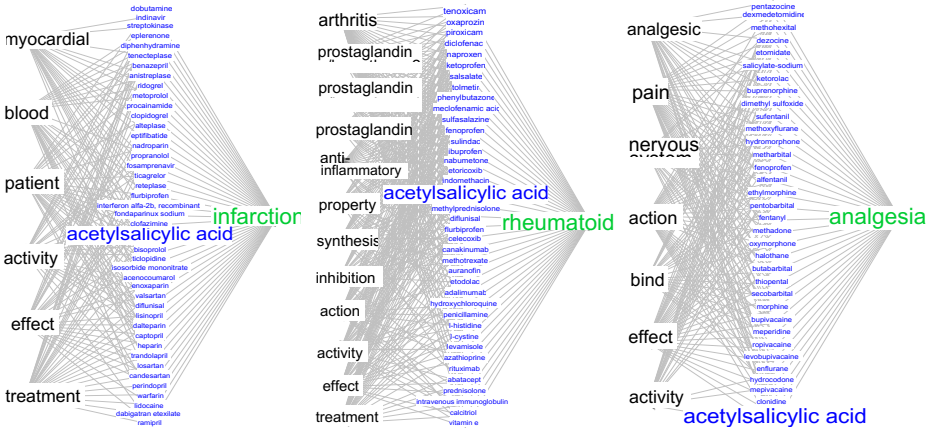 myocardial
blood
patient
activity
effect
treatment
dobutamine
indinavir
streptokinase
eplerenone
diphenhydramine
tenecteplase
benazepril
anistreplase
ridogrel
metoprolol
procainamide
clopidogrel
alteplase
eptifibatide
nadroparin
propranolol
fosamprenavir
ticagrelor
reteplase
flurbiprofen
interferon alfa-2b, recombinant
fondaparinux sodium
clofazimine
acetylsalicylic acid
bisoprolol
ticlopidine
isosorbide mononitrate
acenocoumarol
enoxaparin
valsartan
diflunisal
lisinopril
dalteparin
captopril
heparin
trandolapril
losartan
candesartan
perindopril
warfarin
lidocaine
dabigatran etexilate
ramipril
infarction
arthritis
prostaglandin
prostaglandin
prostaglandin
anti-
inflammatory
property
synthesis
inhibition
action
activity
effect
treatment
tenoxicam
oxaprozin
piroxicam
diclofenac
naproxen
ketoprofen
salsalate
tolmetin
phenylbutazone
meclofenamic acid
sulfasalazine
fenoprofen
sulindac
ibuprofen
nabumetone
etoricoxib
indomethacin
acetylsalicylic acid
methylprednisolone
diflunisal
flurbiprofen
celecoxib
canakinumab
methotrexate
auranofin
etodolac
adalimumab
hydroxychloroquine
penicillamine
l-histidine
l-cystine
levamisole
azathioprine
rituximab
abatacept
prednisolone
intravenous immunoglobulin
calcitriol
vitamin e
rheumatoid
analgesic
pain
nervous
system
action
bind
effect
activity
pentazocine
dexmedetomidine
methohexital
dezocine
etomidate
salicylate-sodium
ketorolac
buprenorphine
dimethyl sulfoxide
sufentanil
methoxyflurane
hydromorphone
metharbital
fenoprofen
alfentanil
ethylmorphine
pentobarbital
fentanyl
methadone
oxymorphone
halothane
butabarbital
thiopental
secobarbital
morphine
bupivacaine
meperidine
ropivacaine
levobupivacaine
enflurane
hydrocodone
mepivacaine
clonidine
acetylsalicylic acid
analgesia